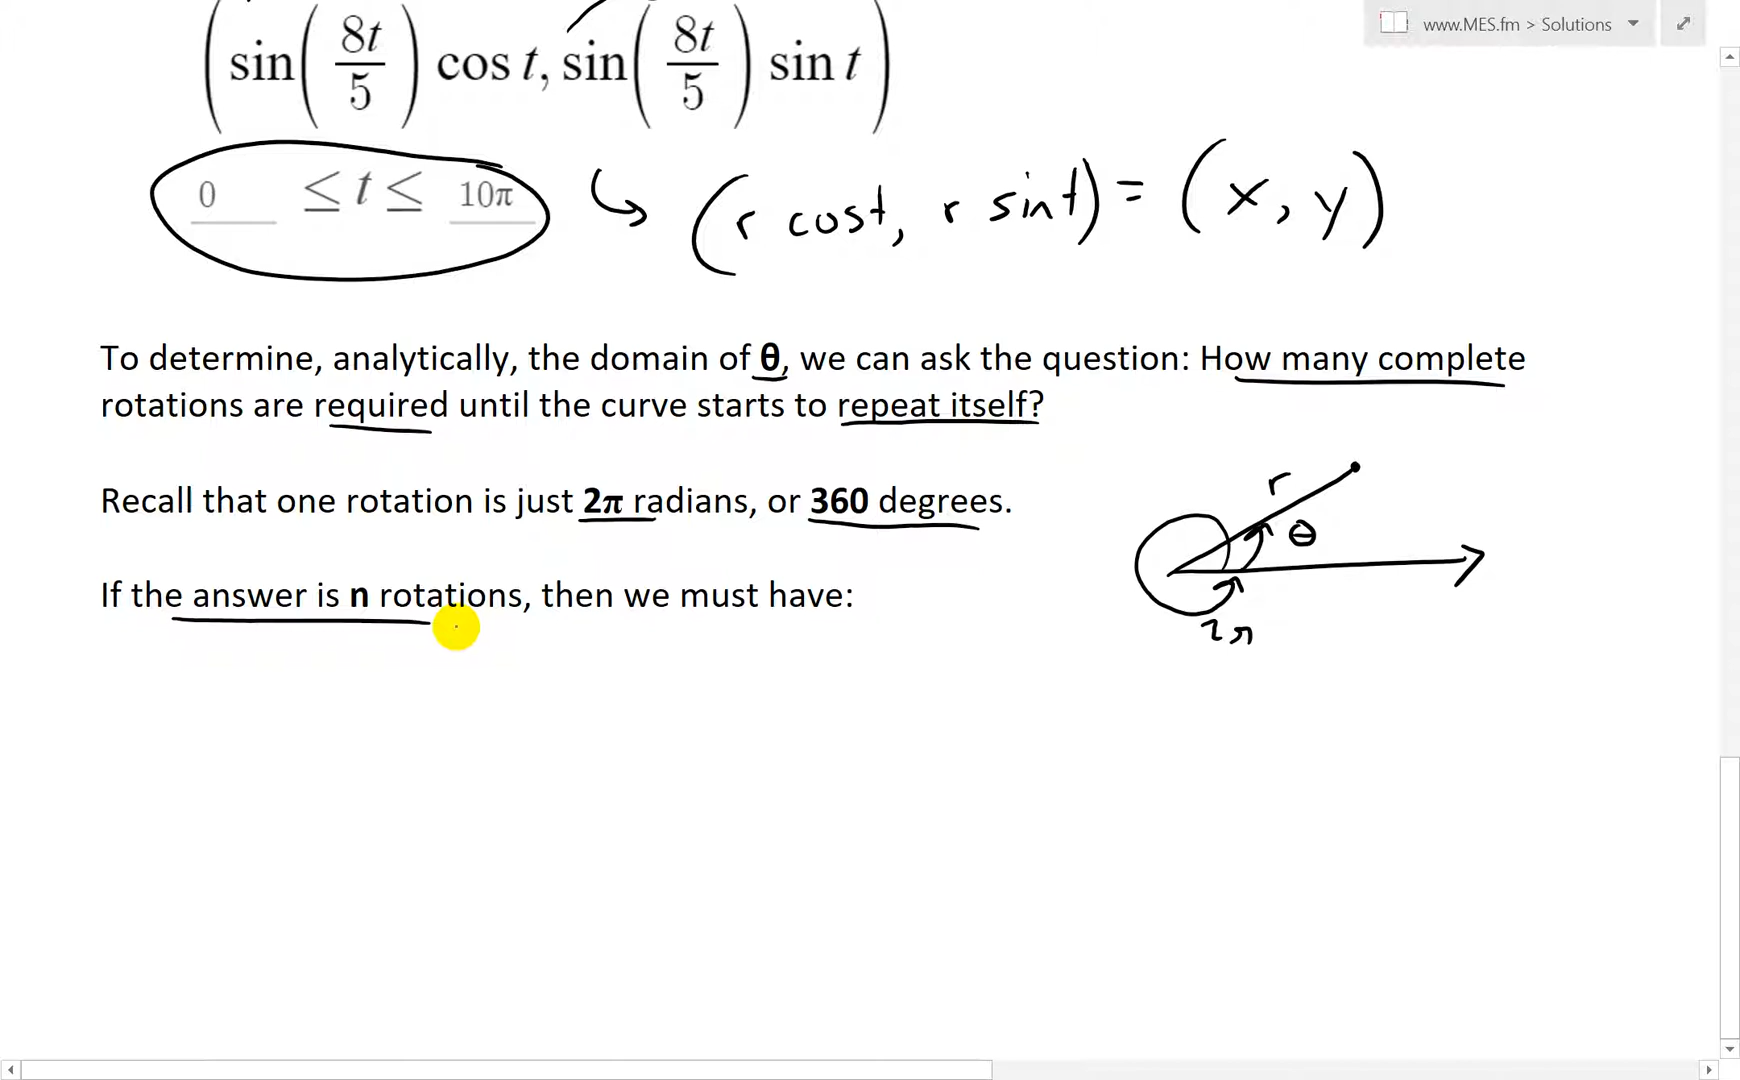 www.MES.fm > Solutions
(sin(8t/5) cos t, sin(8t/5) sin t)
0 ≤ t ≤ 10π
(r cost, r sint) = (x, y)
To determine, analytically, the domain of θ, we can ask the question: How many complete
rotations are required until the curve starts to repeat itself?
r
Recall that one rotation is just 2π radians, or 360 degrees.
θ
If the answer is n rotations, then we must have:
2π